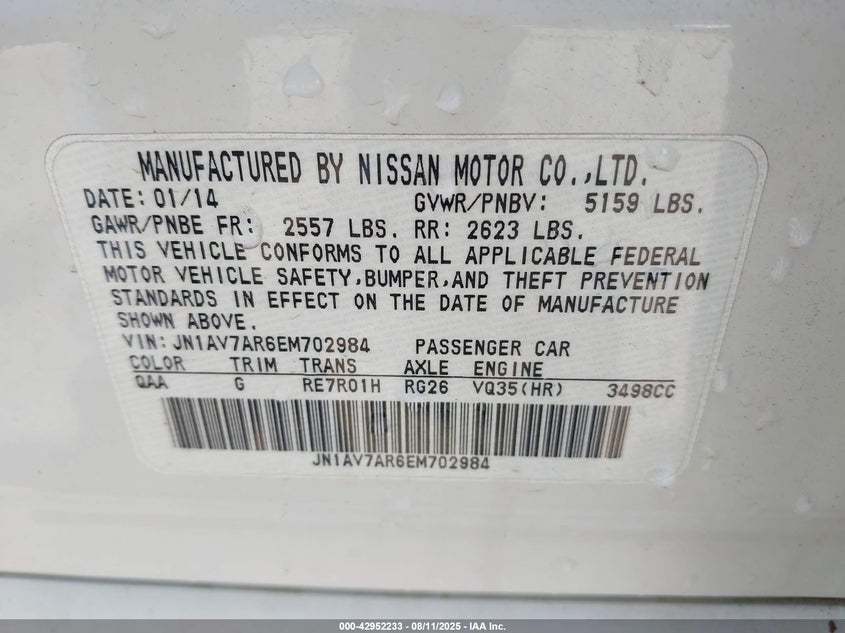 MANUFACTURED BY NISSAN MOTOR CO.,LTD.
DATE: 01/14 GVWR/PNBV: 5159 LBS.
GAWR/PNBE FR: 2557 LBS. RR: 2623 LBS.
THIS VEHICLE CONFORMS TO ALL APPLICABLE FEDERAL
MOTOR VEHICLE SAFETY,BUMPER,AND THEFT PREVENTION
STANDARDS IN EFFECT ON THE DATE OF MANUFACTURE
SHOWN ABOVE.
VIN: JN1AV7AR6EM702984 PASSENGER CAR
COLOR TRIM TRANS AXLE ENGINE
QAA G RE7R01H RG26 VQ35(HR) 3498CC
JN1AV7AR6EM702984
000-42952233 - 08/11/2025 - IAA Inc.